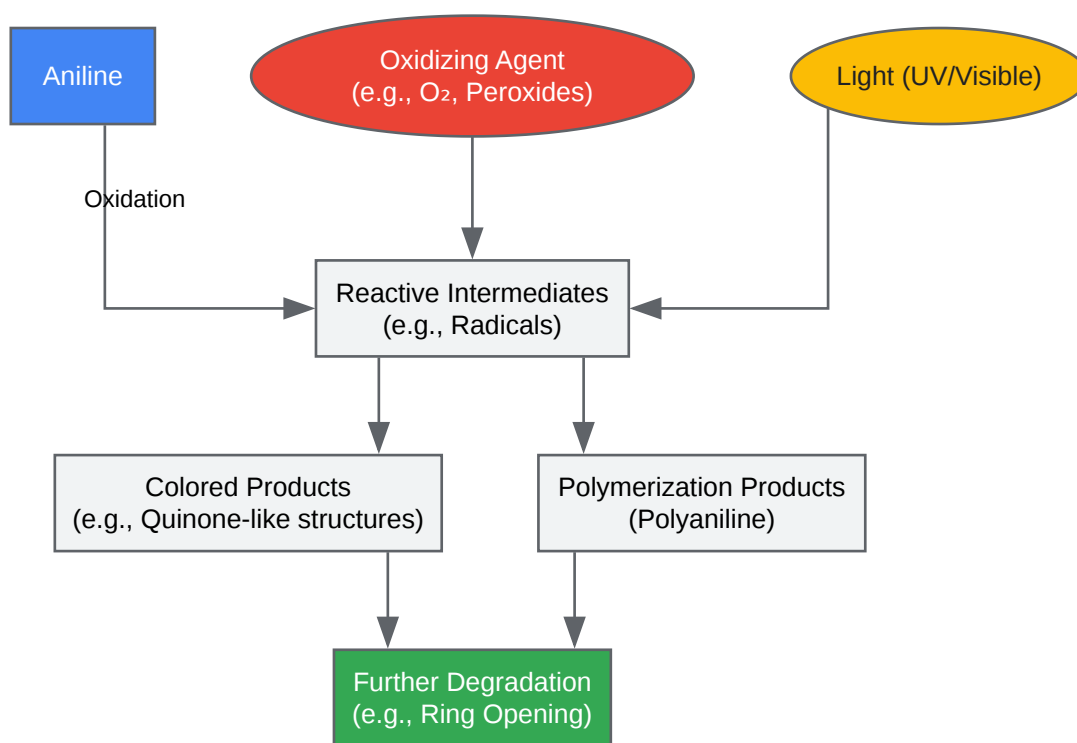 Aniline
Oxidizing Agent
(e.g., O₂, Peroxides)
Light (UV/Visible)
Oxidation
Reactive Intermediates
(e.g., Radicals)
Colored Products
(e.g., Quinone-like structures)
Polymerization Products
(Polyaniline)
Further Degradation
(e.g., Ring Opening)